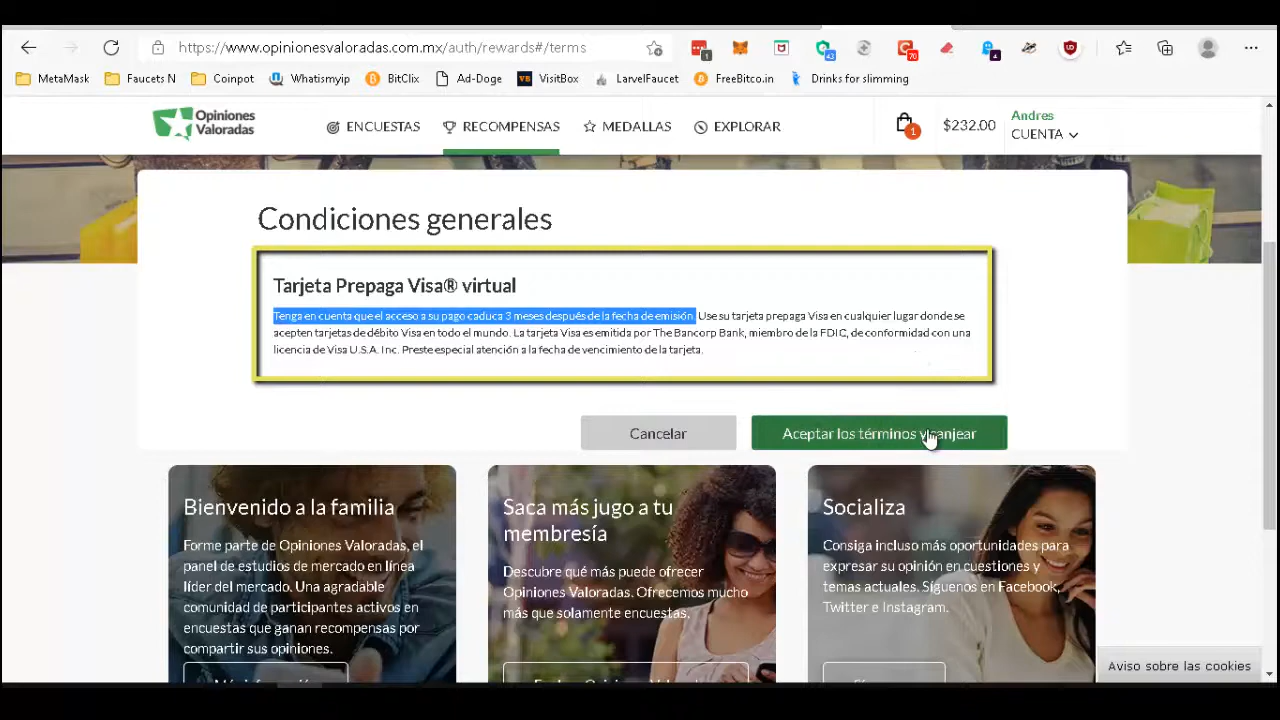 https://www.opinionesvaloradas.com.mx/auth/rewards#/terms
1
43
70
4
MetaMask
Faucets N
Coinpot
Whatismyip
BitClix
Ad-Doge
VisitBox
LarvelFaucet
FreeBitco.in
Drinks for slimming
Opiniones
Valoradas
ENCUESTAS
RECOMPENSAS
MEDALLAS
EXPLORAR
1
$232.00
Andres
CUENTA
Condiciones generales
Tarjeta Prepaga Visa® virtual
Tenga en cuenta que el acceso a su pago caduca 3 meses después de la fecha de emisión. Use su tarjeta prepaga Visa en cualquier lugar donde se
acepten tarjetas de débito Visa en todo el mundo. La tarjeta Visa es emitida por The Bancorp Bank, miembro de la FDIC, de conformidad con una
licencia de Visa U.S.A. Inc. Preste especial atención a la fecha de vencimiento de la tarjeta.
Cancelar
Aceptar los términos y canjear
Bienvenido a la familia
Forme parte de Opiniones Valoradas, el
panel de estudios de mercado en línea
líder del mercado. Una agradable
comunidad de participantes activos en
encuestas que ganan recompensas por
compartir sus opiniones.
Saca más jugo a tu
membresía
Descubre qué más puede ofrecer
Opiniones Valoradas. Ofrecemos mucho
más que solamente encuestas.
Socializa
Consiga incluso más oportunidades para
expresar su opinión en cuestiones y
temas actuales. Síguenos en Facebook,
Twitter e Instagram.
Aviso sobre las cookies